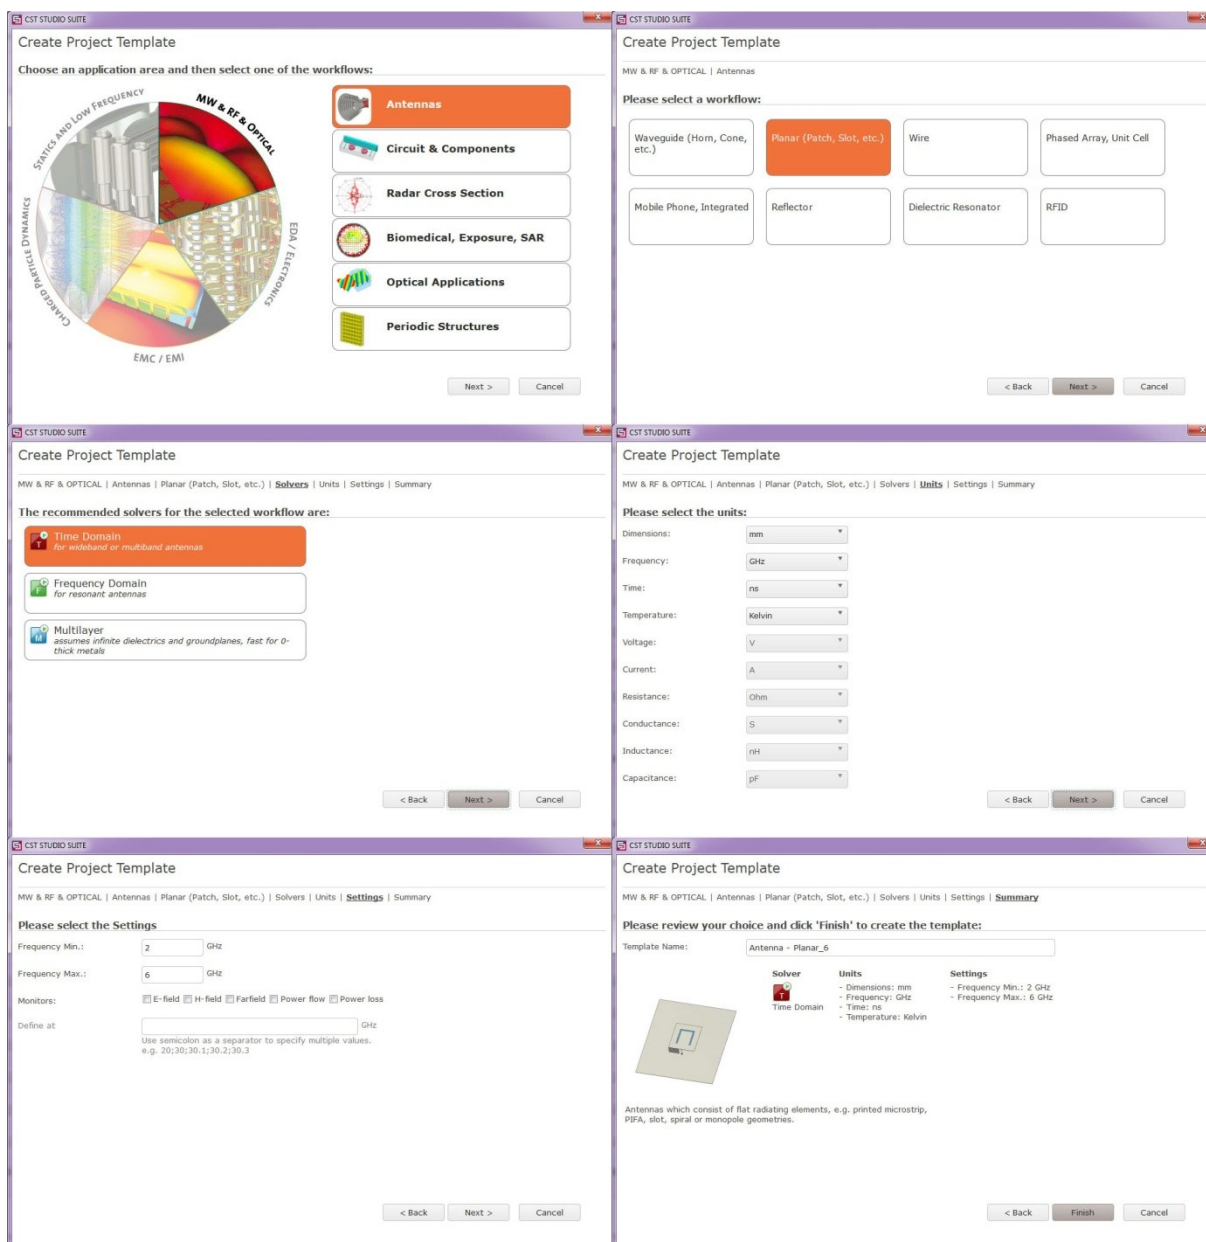 CST STUDIO SUITE
Create Project Template
Choose an application area and then select one of the workflows:
STATICS AND LOW FREQUENCY
MW & RF & OPTICAL
EDA / ELECTRONICS
EMC / EMI
CHARGED PARTICLE DYNAMICS
Antennas
Circuit & Components
Radar Cross Section
Biomedical, Exposure, SAR
Optical Applications
Periodic Structures
Next >
Cancel
CST STUDIO SUITE
Create Project Template
MW & RF & OPTICAL | Antennas
Please select a workflow:
Waveguide (Horn, Cone,
etc.)
Planar (Patch, Slot, etc.)
Wire
Phased Array, Unit Cell
Mobile Phone, Integrated
Reflector
Dielectric Resonator
RFID
< Back
Next >
Cancel
CST STUDIO SUITE
Create Project Template
MW & RF & OPTICAL | Antennas | Planar (Patch, Slot, etc.) | Solvers | Units | Settings | Summary
The recommended solvers for the selected workflow are:
T
Time Domain
for wideband or multiband antennas
F
Frequency Domain
for resonant antennas
M
Multilayer
assumes infinite dielectrics and groundplanes, fast for 0-
thick metals
< Back
Next >
Cancel
CST STUDIO SUITE
Create Project Template
MW & RF & OPTICAL | Antennas | Planar (Patch, Slot, etc.) | Solvers | Units | Settings | Summary
Please select the units:
Dimensions: mm
Frequency: GHz
Time: ns
Temperature: Kelvin
Voltage: V
Current: A
Resistance: Ohm
Conductance: S
Inductance: nH
Capacitance: pF
< Back
Next >
Cancel
CST STUDIO SUITE
Create Project Template
MW & RF & OPTICAL | Antennas | Planar (Patch, Slot, etc.) | Solvers | Units | Settings | Summary
Please select the Settings
Frequency Min.: 2 GHz
Frequency Max.: 6 GHz
Monitors: E-field H-field Farfield Power flow Power loss
Define at GHz
Use semicolon as a separator to specify multiple values.
e.g. 20;30;30.1;30.2;30.3
< Back
Next >
Cancel
CST STUDIO SUITE
Create Project Template
MW & RF & OPTICAL | Antennas | Planar (Patch, Slot, etc.) | Solvers | Units | Settings | Summary
Please review your choice and click 'Finish' to create the template:
Template Name: Antenna - Planar_6
Solver
T
Time Domain
Units
- Dimensions: mm
- Frequency: GHz
- Time: ns
- Temperature: Kelvin
Settings
- Frequency Min.: 2 GHz
- Frequency Max.: 6 GHz
Antennas which consist of flat radiating elements, e.g. printed microstrip,
PIFA, slot, spiral or monopole geometries.
< Back
Finish
Cancel